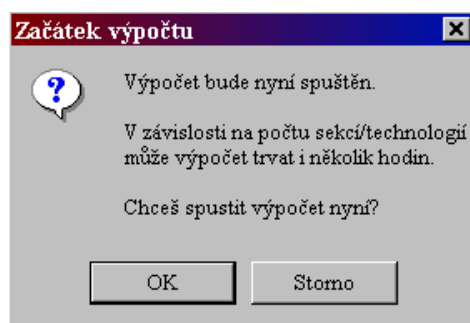 Začátek výpočtu
Výpočet bude nyní spuštěn.
V závislosti na počtu sekcí/technologií
může výpočet trvat i několik hodin.
Chceš spustit výpočet nyní?
OK
Storno